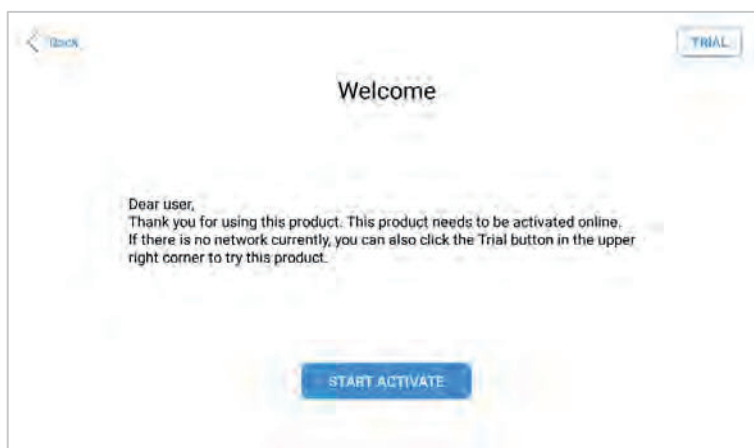 Back
TRIAL
Welcome
Dear user,
Thank you for using this product. This product needs to be activated online.
If there is no network currently, you can also click the Trial button in the upper
right corner to try this product.
START ACTIVATE